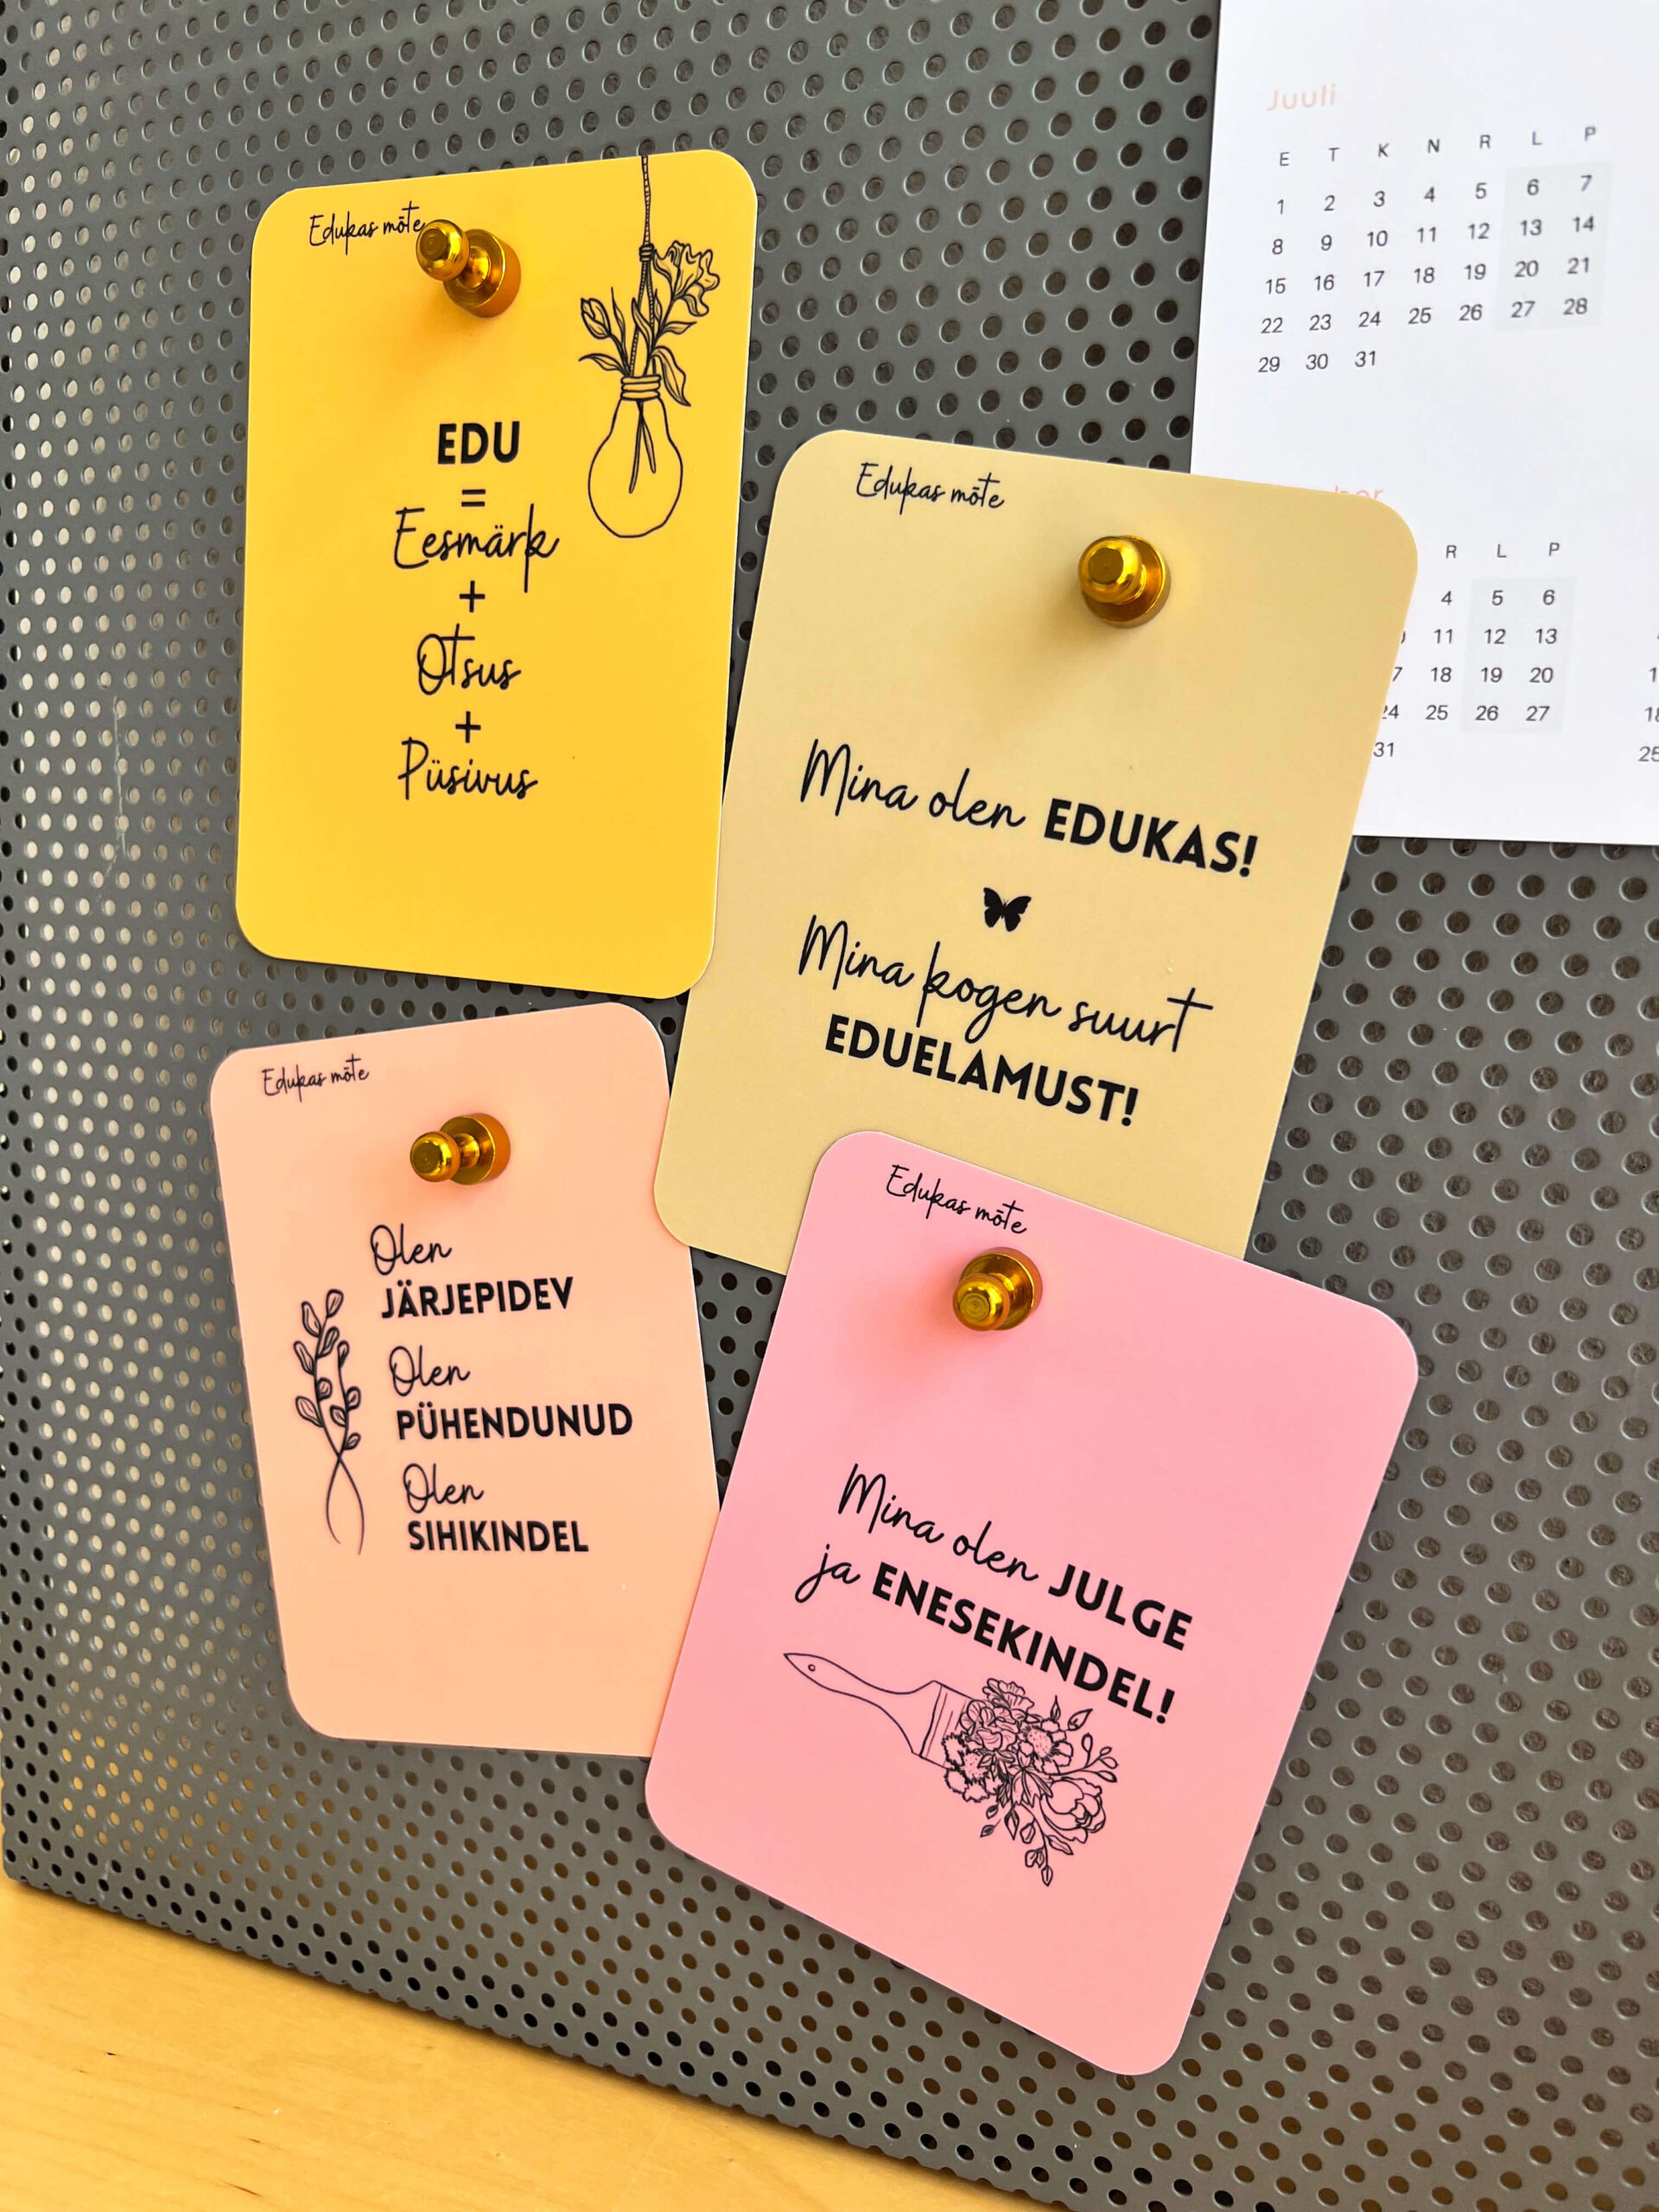 Edukas mõte
EDU
=
Eesmärk
+
Otsus
+
Püsivus
Edukas mõte
Mina olen EDUKAS!
Mina kogen suurt
EDUELAMUST!
Edukas mõte
Olen
JÄRJEPIDEV
Olen
PÜHENDUNUD
Olen
SIHIKINDEL
Edukas mõte
Mina olen JULGE
ja ENESEKINDEL!
Juuli
E T K N R L P
1 2 3 4 5 6 7
8 9 10 11 12 13 14
15 16 17 18 19 20 21
22 23 24 25 26 27 28
29 30 31
R L P
4 5 6
11 12 13
18 19 20
24 25 26 27
31
25